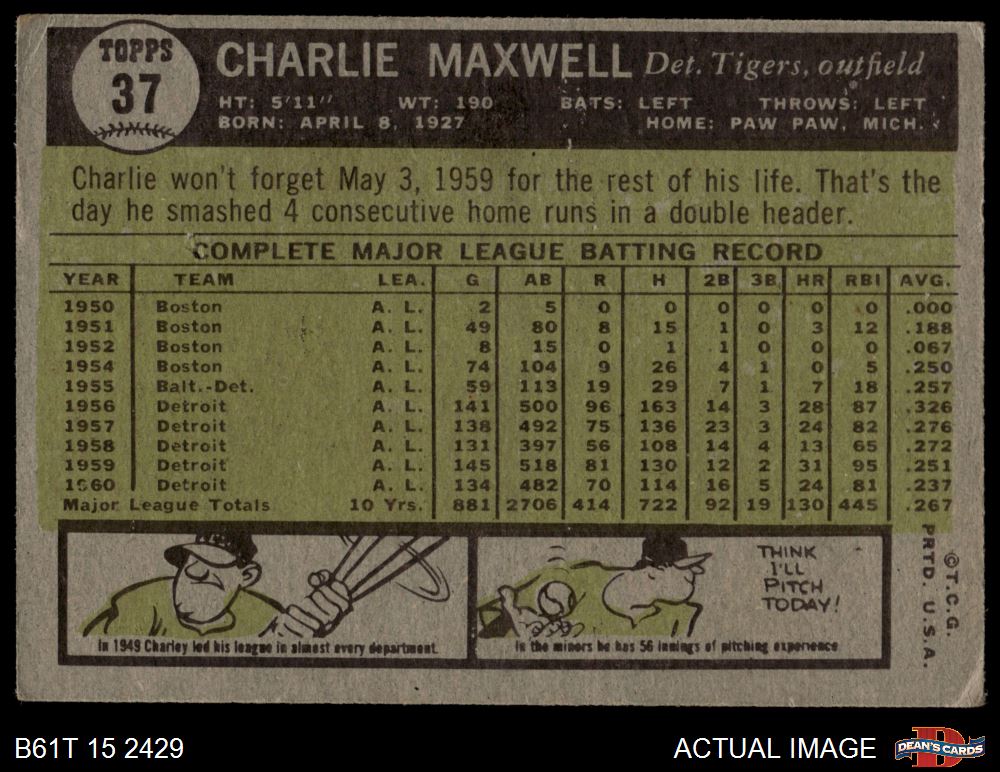 TOPPS
37
CHARLIE MAXWELL Det. Tigers, outfield
HT: 5'11" WT: 190 BATS: LEFT THROWS: LEFT
BORN: APRIL 8, 1927 HOME: PAW PAW, MICH.
Charlie won't forget May 3, 1959 for the rest of his life. That's the
day he smashed 4 consecutive home runs in a double header.
COMPLETE MAJOR LEAGUE BATTING RECORD
YEAR TEAM LEA. G AB R H 2B 3B HR RBI AVG.
1950 Boston A. L. 2 5 0 0 0 0 0 0 .000
1951 Boston A. L. 49 80 8 15 1 0 3 12 .188
1952 Boston A. L. 8 15 0 1 1 0 0 0 .067
1954 Boston A. L. 74 104 9 26 4 1 0 5 .250
1955 Balt.-Det. A. L. 59 113 19 29 7 1 7 18 .257
1956 Detroit A. L. 141 500 96 163 14 3 28 87 .326
1957 Detroit A. L. 138 492 75 136 23 3 24 82 .276
1958 Detroit A. L. 131 397 56 108 14 4 13 65 .272
1959 Detroit A. L. 145 518 81 130 12 2 31 95 .251
1960 Detroit A. L. 134 482 70 114 16 5 24 81 .237
Major League Totals 10 Yrs. 881 2706 414 722 92 19 130 445 .267
In 1949 Charley led his league in almost every department.
THINK
I'LL
PITCH
TODAY!
In the minors he has 56 innings of pitching experience
©T.C.G.
PRTD. U.S.A.
B61T 15 2429
ACTUAL IMAGE
DEAN'S CARDS